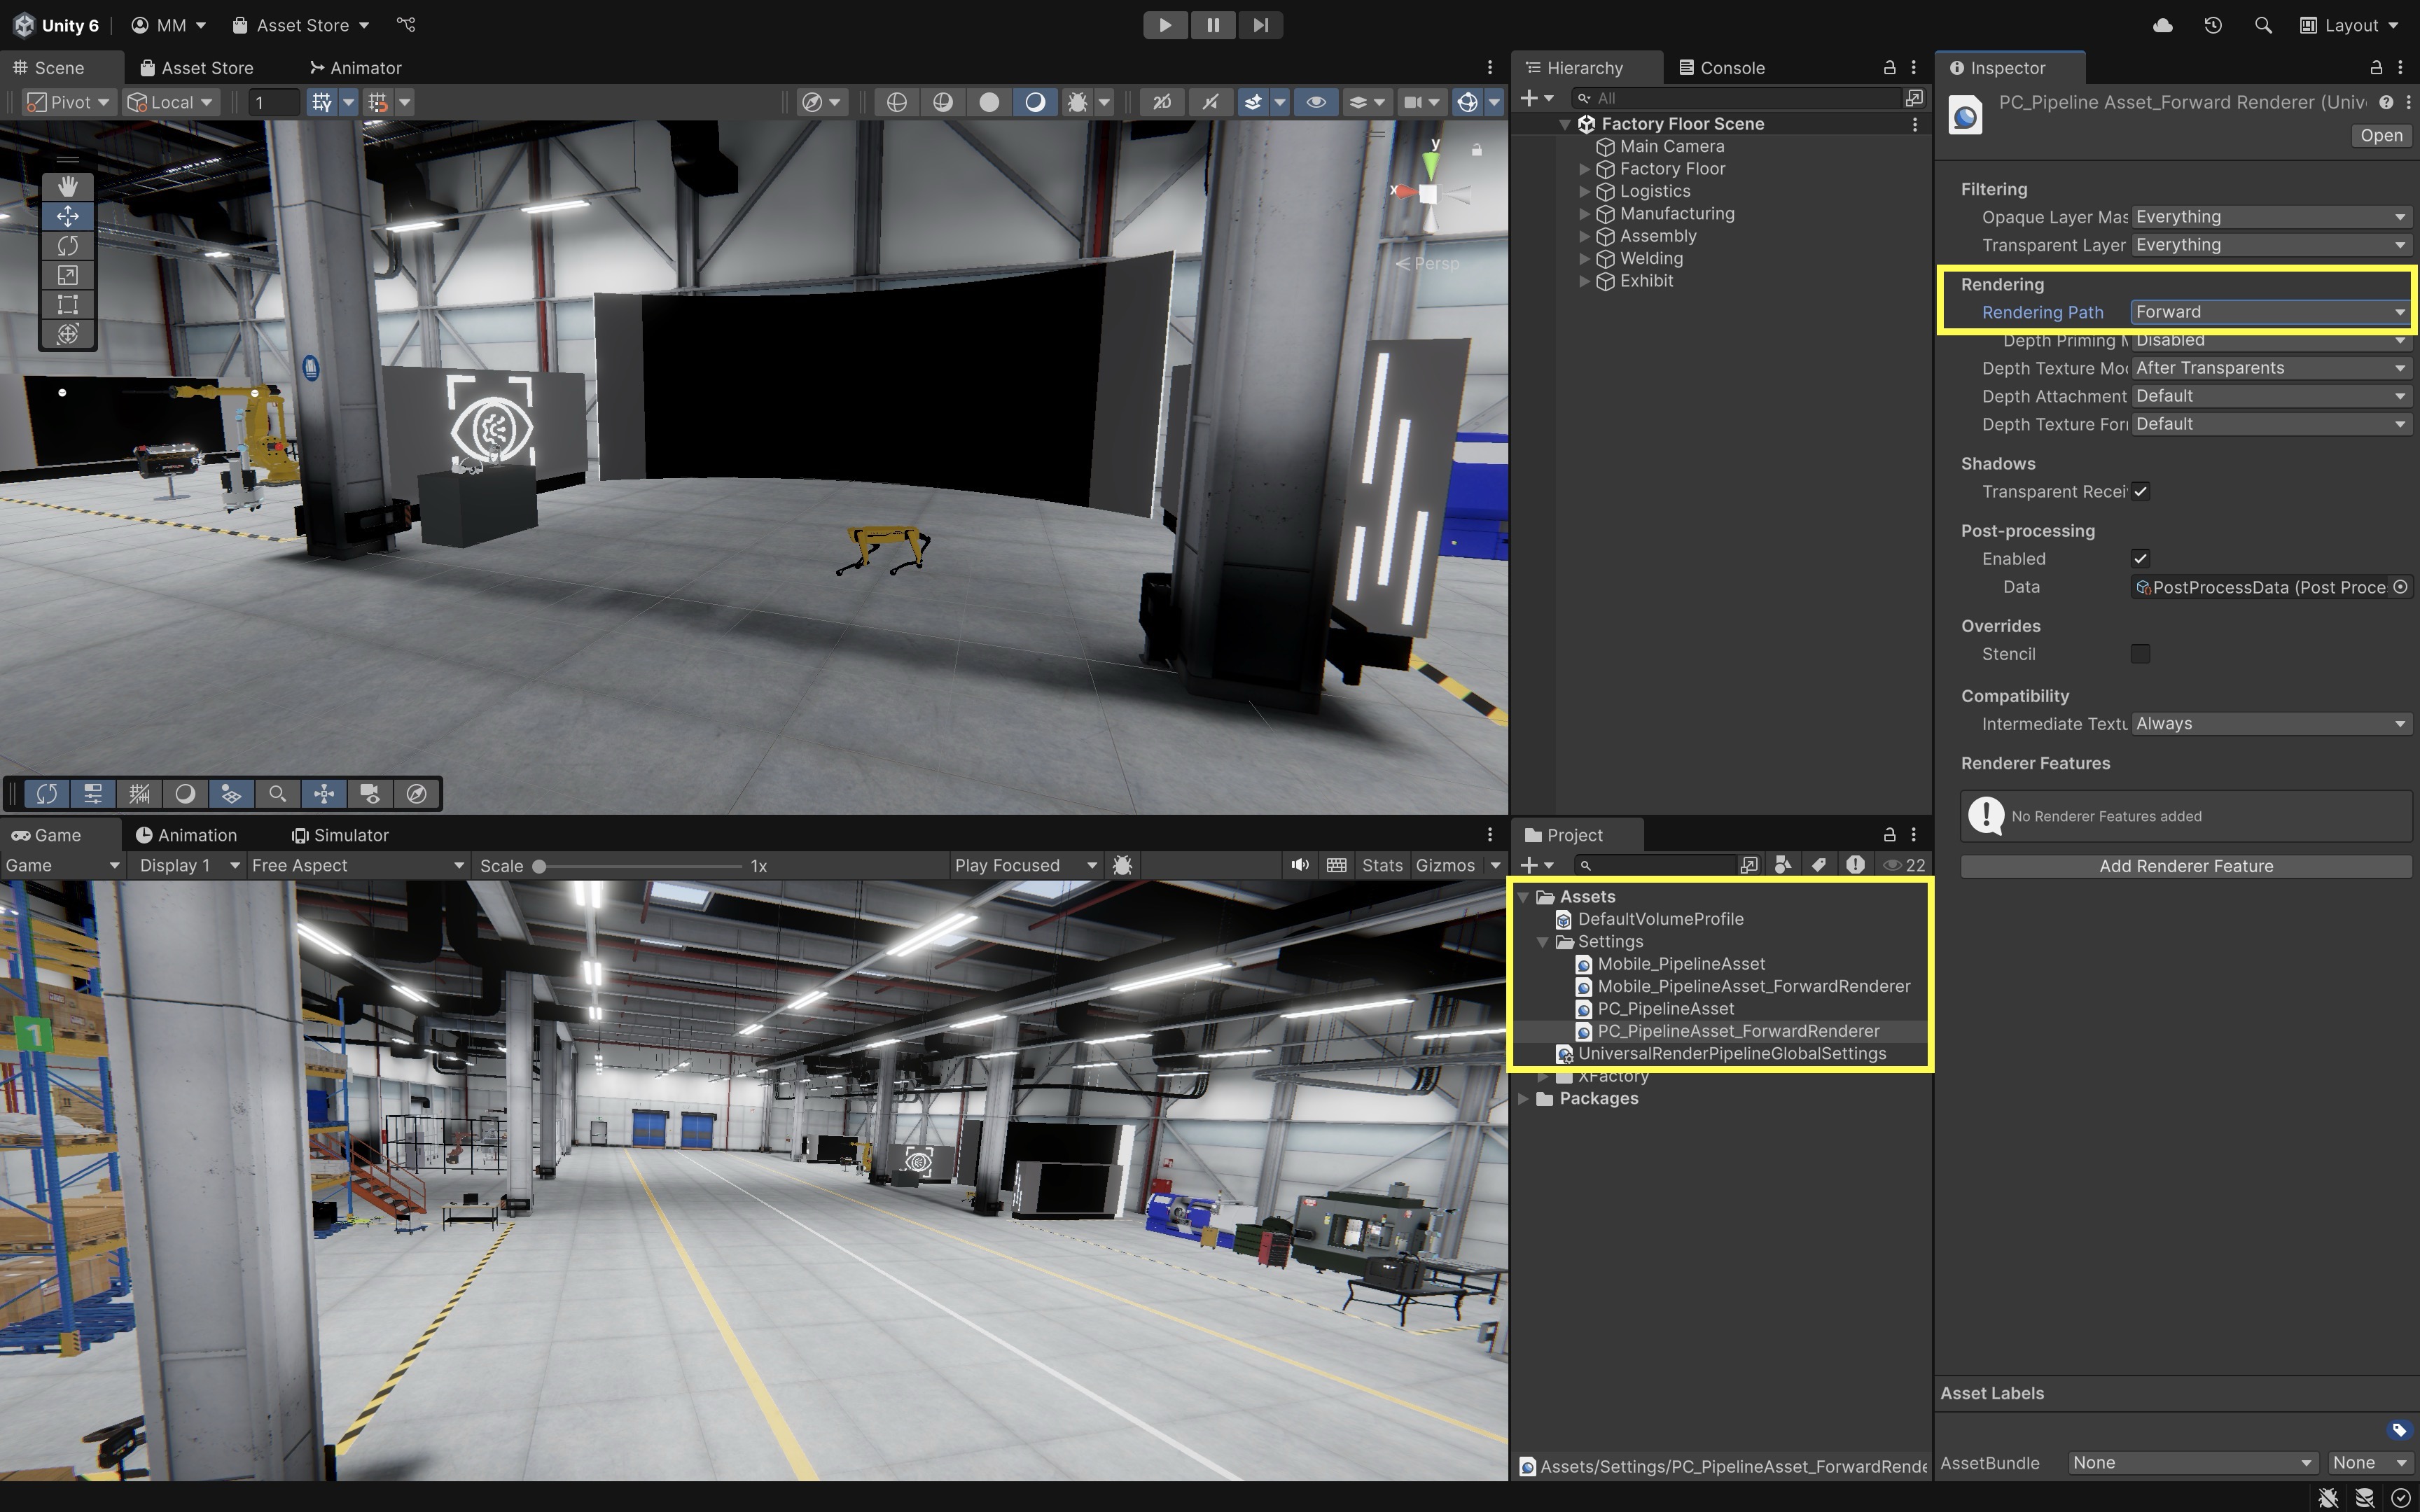 Unity 6
MM
Asset Store
Layout
Scene
Asset Store
Animator
Pivot
Local
1
2D
y
x
Persp
Hierarchy
Console
All
Factory Floor Scene
Main Camera
Factory Floor
Logistics
Manufacturing
Assembly
Welding
Exhibit
Inspector
PC_Pipeline Asset_Forward Renderer (Univ
Open
Filtering
Opaque Layer Mas Everything
Transparent Layer Everything
Rendering
Rendering Path Forward
Depth Priming M Disabled
Depth Texture Moc After Transparents
Depth Attachment Default
Depth Texture For Default
Shadows
Transparent Recei
Post-processing
Enabled
Data PostProcessData (Post Proce
Overrides
Stencil
Compatibility
Intermediate Textu Always
Renderer Features
No Renderer Features added
Add Renderer Feature
Asset Labels
AssetBundle None None
Game
Animation
Simulator
Game
Display 1
Free Aspect
Scale 1x
Play Focused
Stats
Gizmos
1
Project
22
Assets
DefaultVolumeProfile
Settings
Mobile_PipelineAsset
Mobile_PipelineAsset_ForwardRenderer
PC_PipelineAsset
PC_PipelineAsset_ForwardRenderer
UniversalRenderPipelineGlobalSettings
XFactory
Packages
Assets/Settings/PC_PipelineAsset_ForwardRende